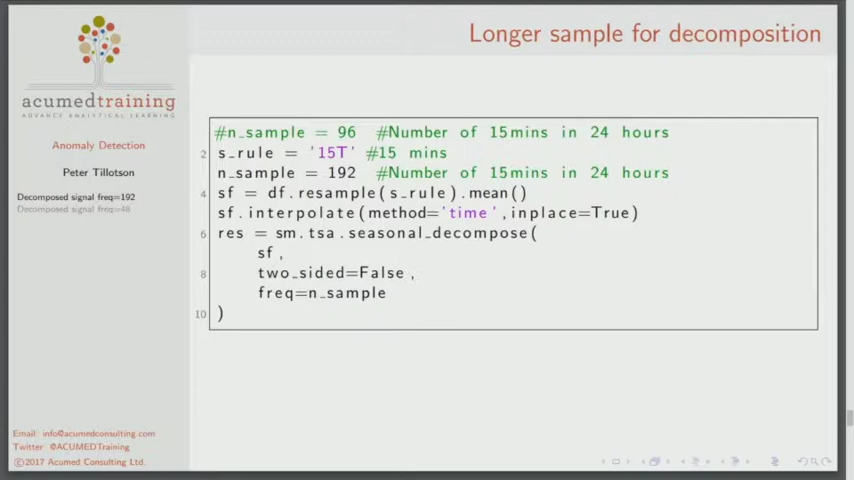 Longer sample for decomposition
acumedtraining
ADVANCE ANALYTICAL LEARNING
Anomaly Detection
Peter Tillotson
Decomposed signal freq=192
Decomposed signal freq=48
#n_sample = 96 #Number of 15mins in 24 hours
2 s_rule = '15T' #15 mins
n_sample = 192 #Number of 15mins in 24 hours
4 sf = df.resample(s_rule).mean()
sf.interpolate(method='time',inplace=True)
6 res = sm.tsa.seasonal_decompose(
sf,
8 two_sided=False,
freq=n_sample
10 )
Email: info@acumedconsulting.com
Twitter: @ACUMEDTraining
©2017 Acumed Consulting Ltd.